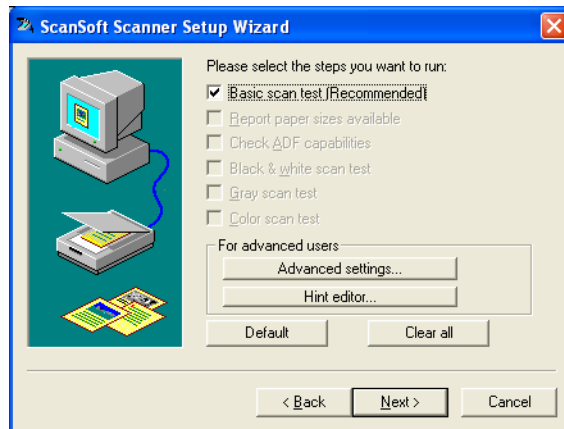 ScanSoft Scanner Setup Wizard
Please select the steps you want to run:
Basic scan test (Recommended)
Report paper sizes available
Check ADF capabilities
Black & white scan test
Gray scan test
Color scan test
For advanced users
Advanced settings...
Hint editor...
Default Clear all
< Back Next > Cancel